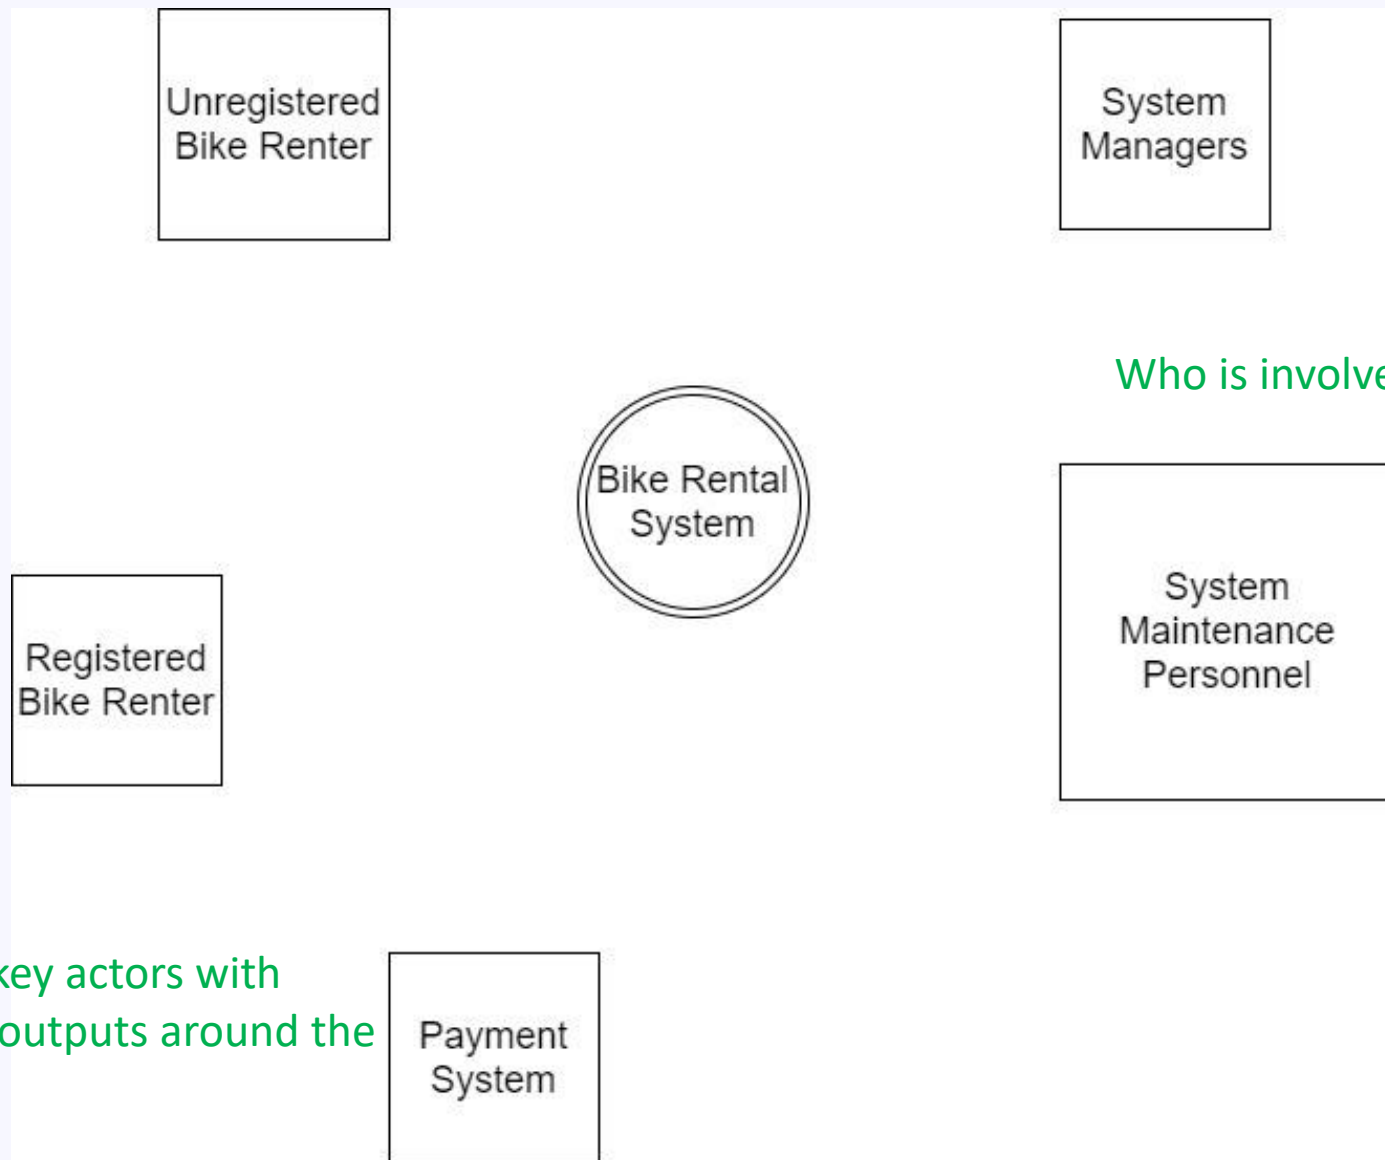 Unregistered
Bike Renter
System
Managers
Who is involve
Bike Rental
System
System
Maintenance
Personnel
Registered
Bike Renter
key actors with
outputs around the
Payment
System